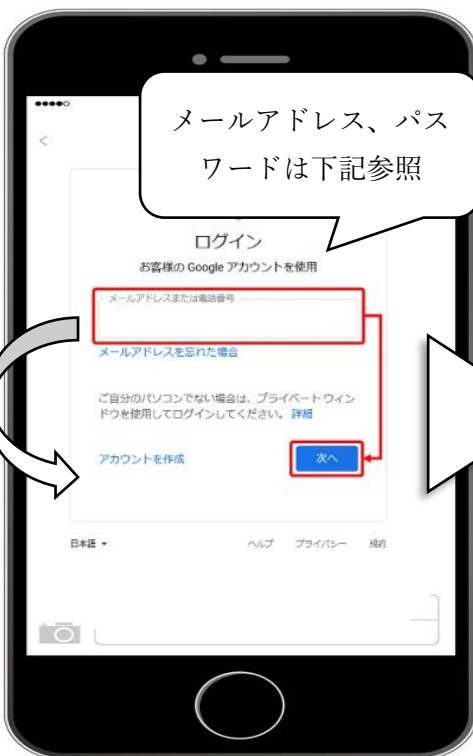 メールアドレス、パス
ワードは下記参照
ログイン
お客様の Google アカウントを使用
メールアドレスまたは電話番号
メールアドレスを忘れた場合
ご自分のパソコンでない場合は、プライベート ウィン
ドウを使用してログインしてください。 詳細
アカウントを作成
次へ
日本語
ヘルプ プライバシー 規約